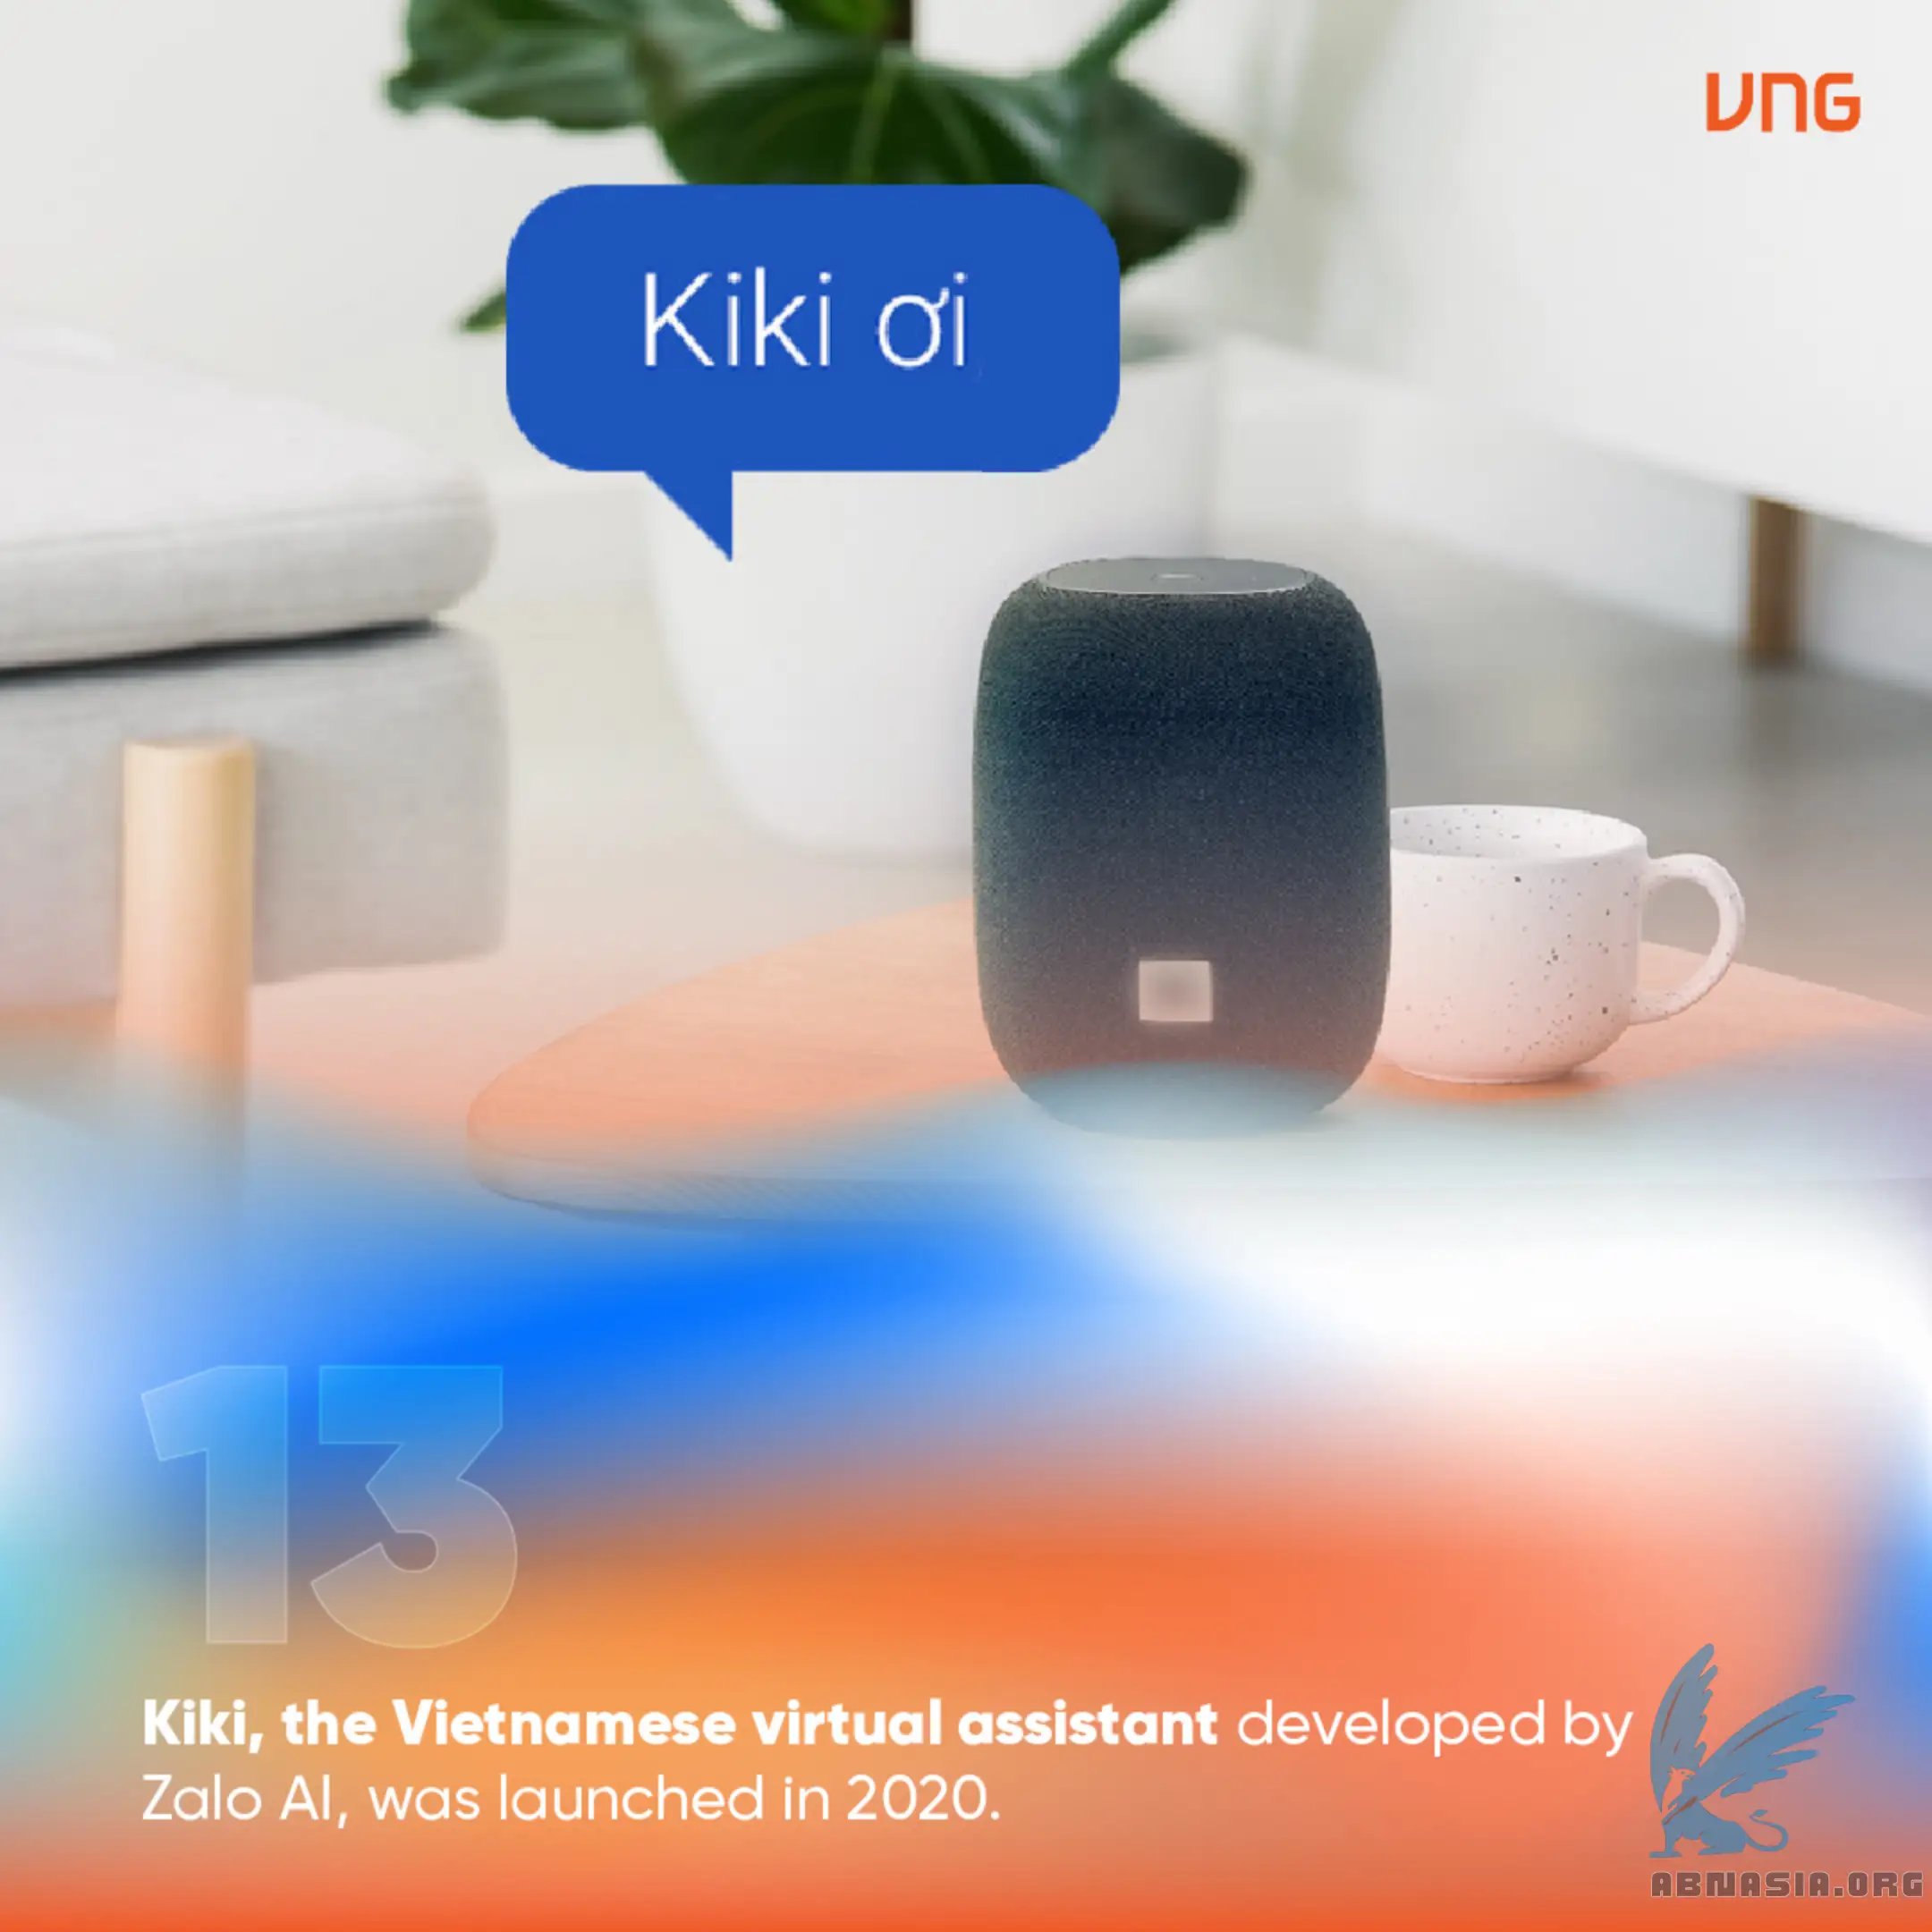 VNG
Kiki ơi
13
Kiki, the Vietnamese virtual assistant developed by
Zalo AI, was launched in 2020.
ABNASIA.ORG